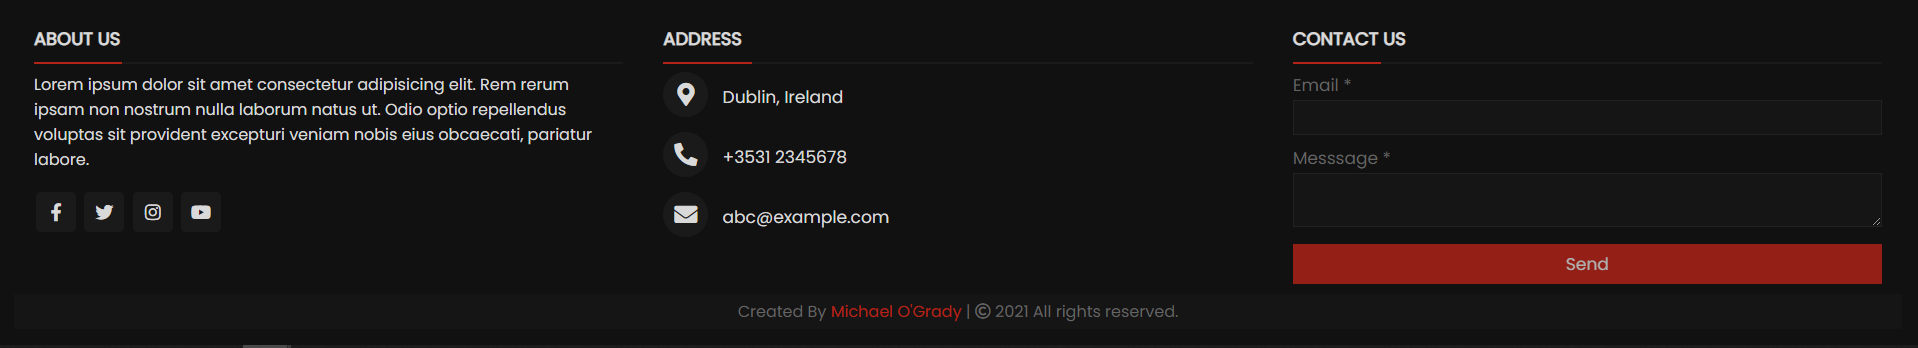 ABOUT US
Lorem ipsum dolor sit amet consectetur adipisicing elit. Rem rerum
ipsam non nostrum nulla laborum natus ut. Odio optio repellendus
voluptas sit provident excepturi veniam nobis eius obcaecati, pariatur
labore.
ADDRESS
Dublin, Ireland
+3531 2345678
abc@example.com
CONTACT US
Email *
Messsage *
Send
Created By Michael O'Grady | © 2021 All rights reserved.